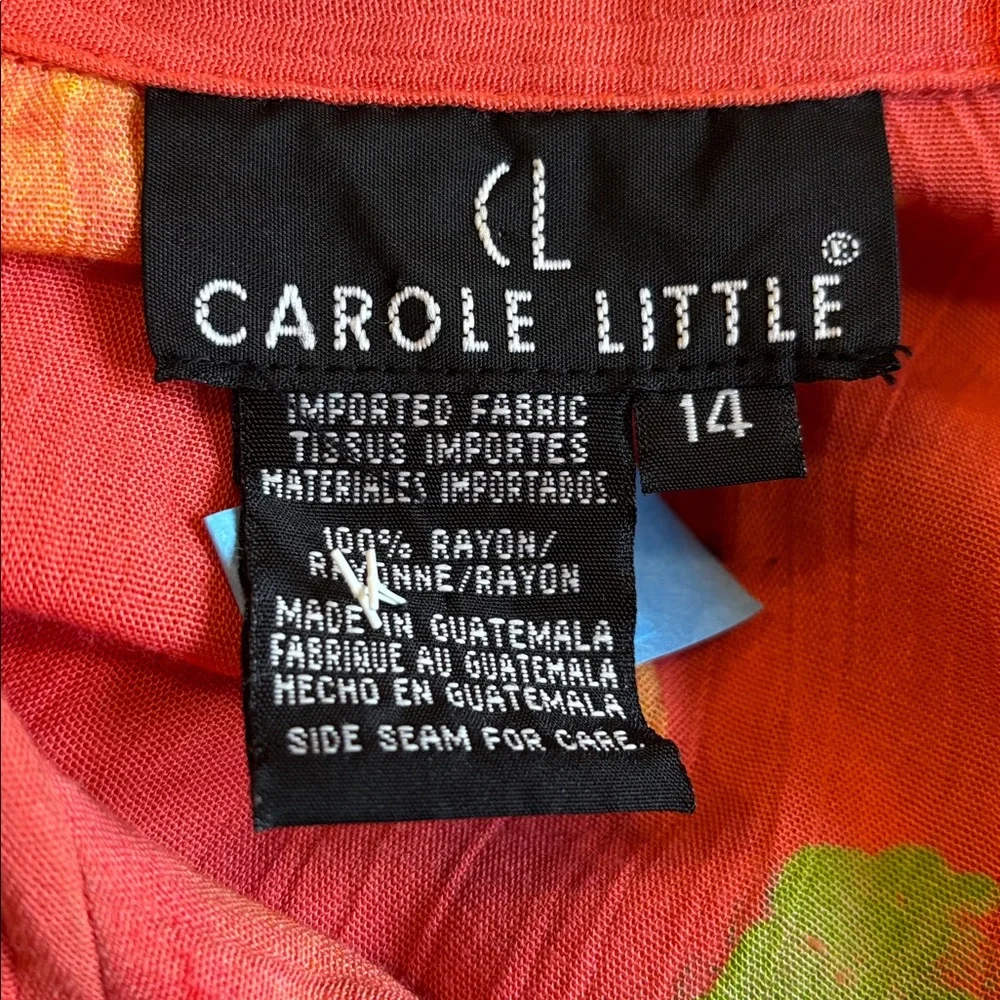 CL
CAROLE LITTLE®
14
IMPORTED FABRIC
TISSUS IMPORTES
MATERIALES IMPORTADOS.
100% RAYON/
RAYONNE/RAYON
MADE IN GUATEMALA
FABRIQUE AU GUATEMALA
HECHO EN GUATEMALA
SIDE SEAM FOR CARE.